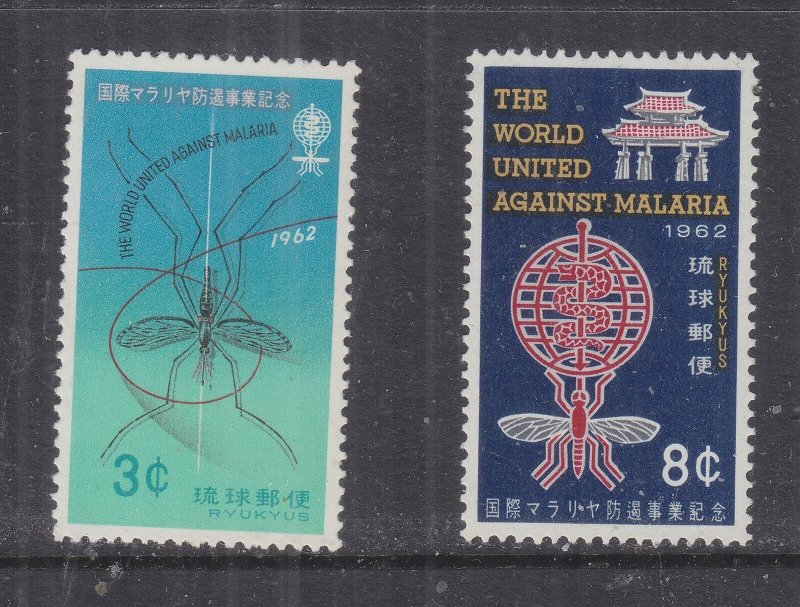 国際マラリヤ防遏事業記念
THE WORLD UNITED AGAINST MALARIA
1962
3¢
琉球郵便
RYUKYUS
THE
WORLD
UNITED
AGAINST MALARIA
1962
琉球郵便
RYUKYUS
8¢
国際マラリヤ防遏事業記念